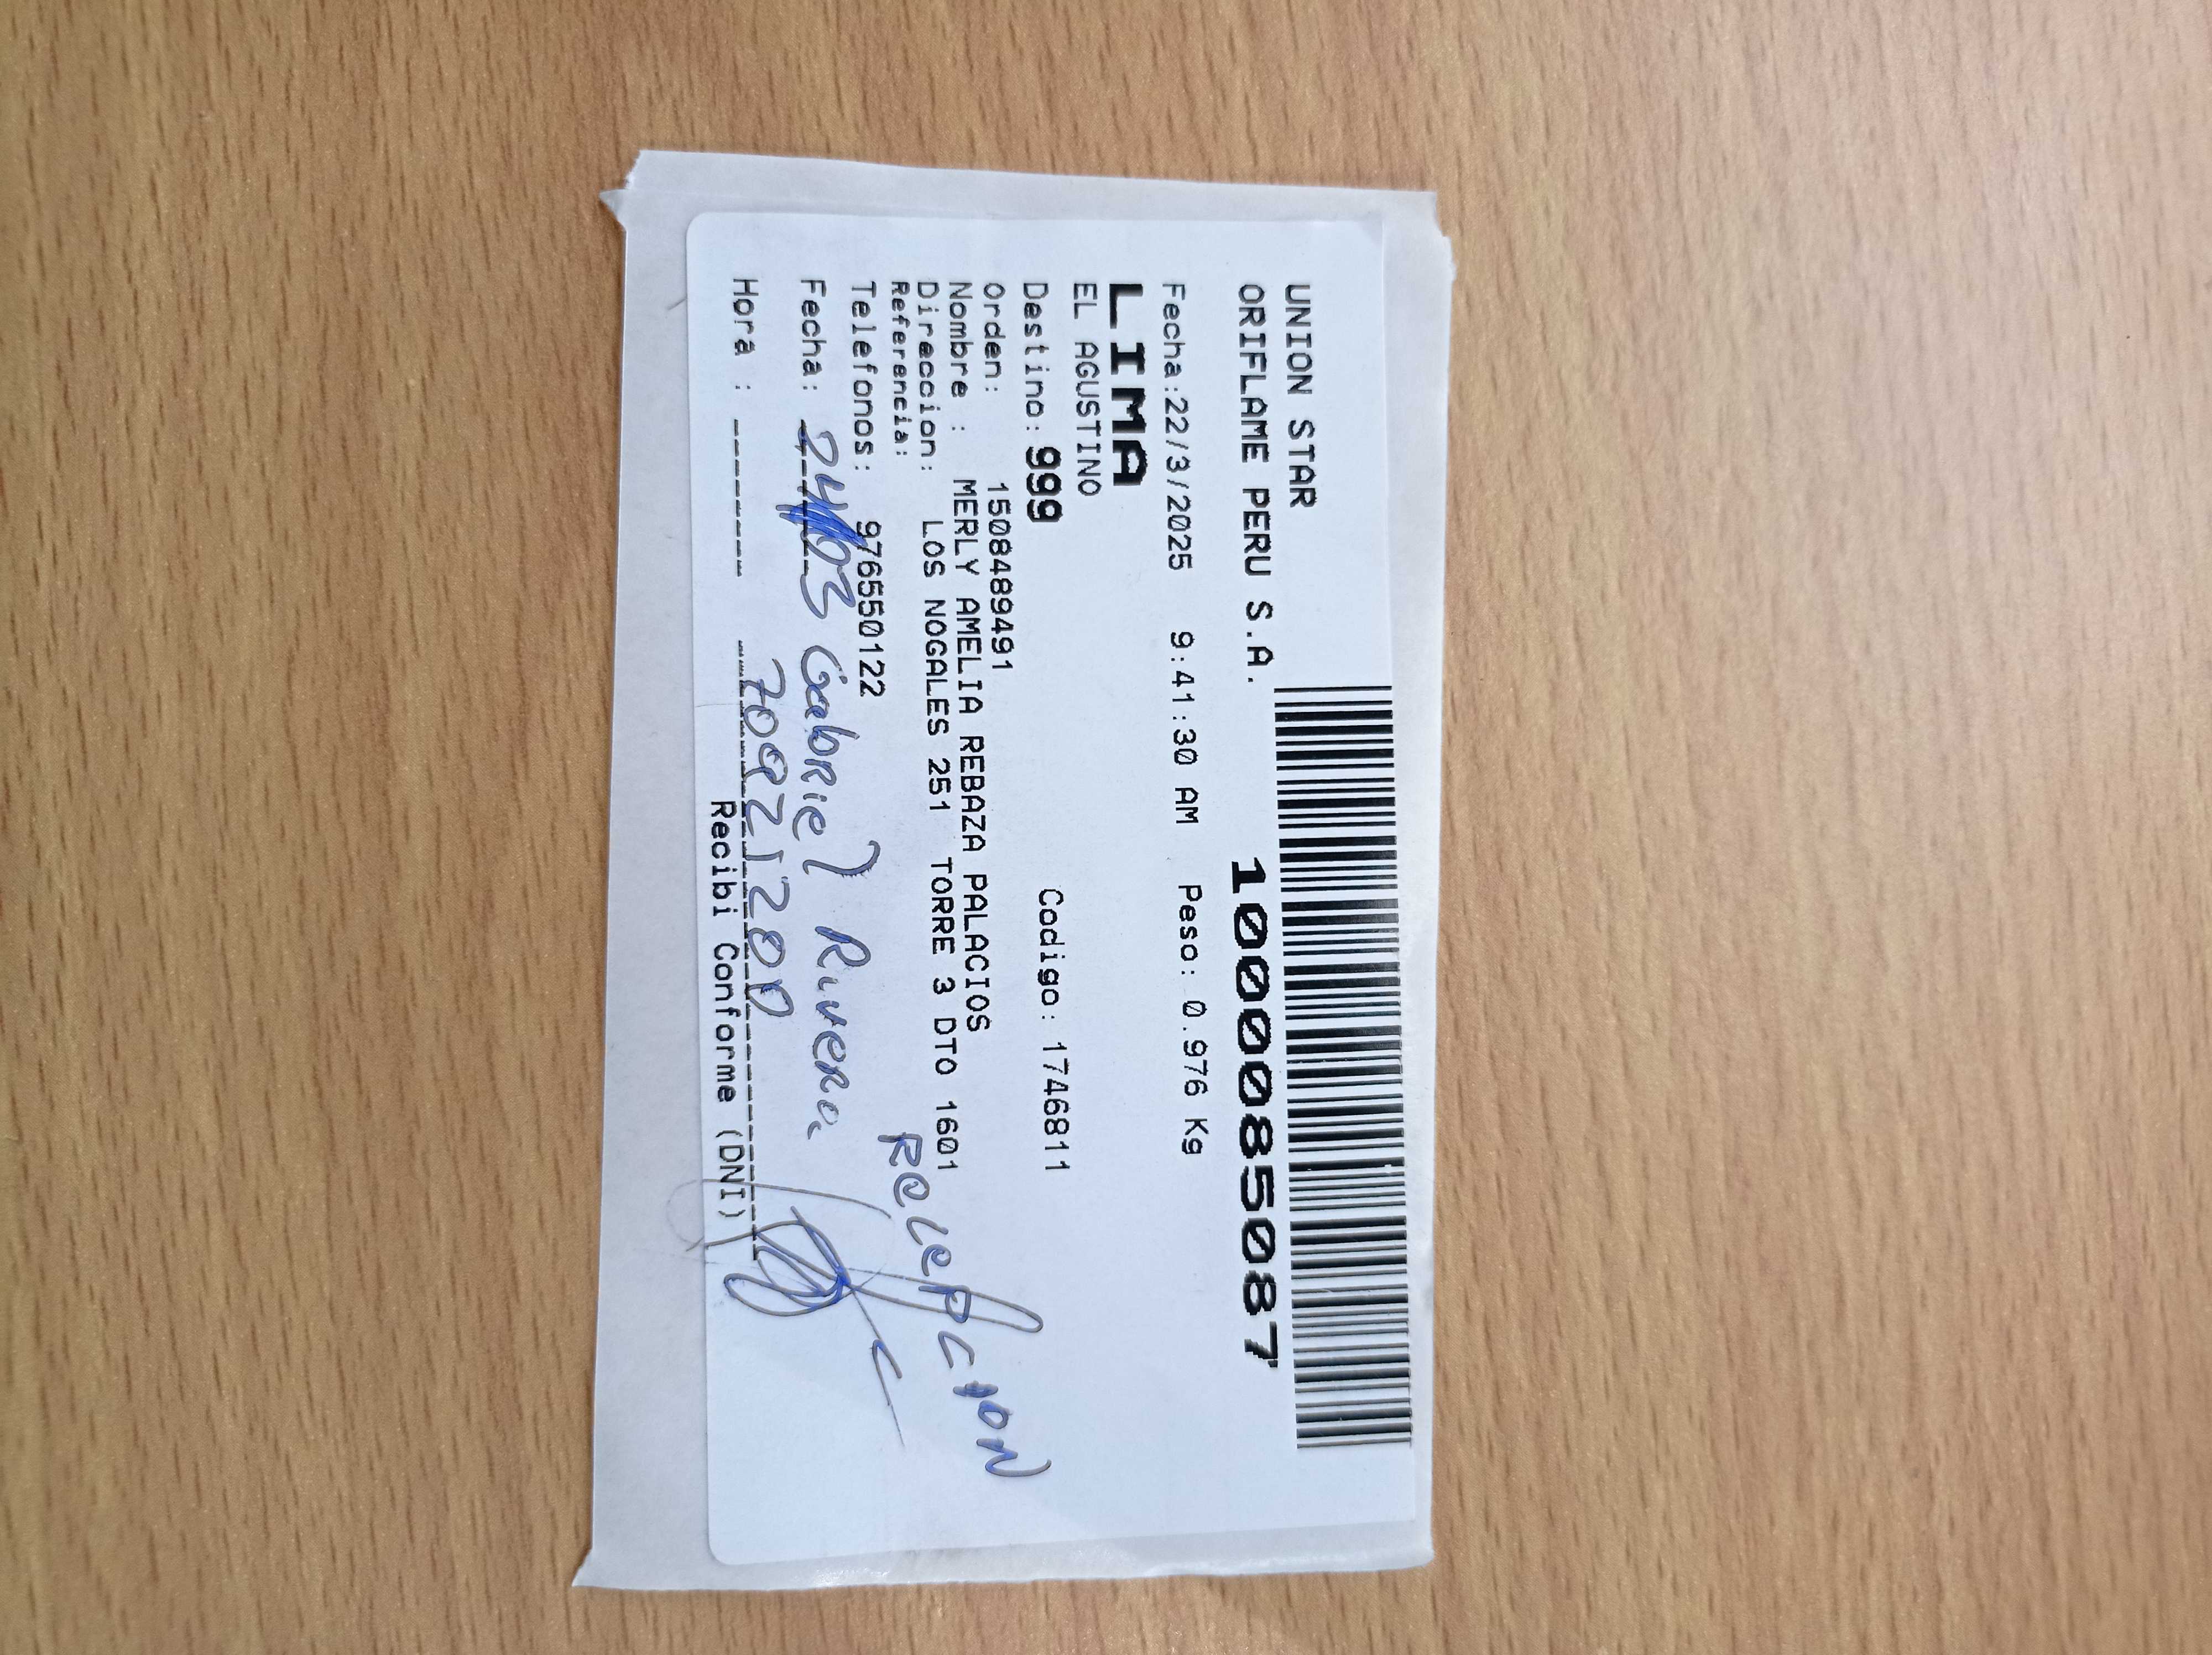 UNION STAR
ORIFLAME PERU S.A. 1000085087
Fecha:22/3/2025 9:41:30 AM Peso: 0.976 Kg
LIMA
EL AGUSTINO
Destino: 999 Codigo: 1746811
Orden: 1508489491
Nombre : MERLY AMELIA REBAZA PALACIOS
Direccion: LOS NOGALES 251 TORRE 3 DTO 1601
Referencia:
Telefonos: 976550122
RECEPCION
Fecha: 24/03 Gabriel Rivera
Hora :
Recibi Conforme (DNI)